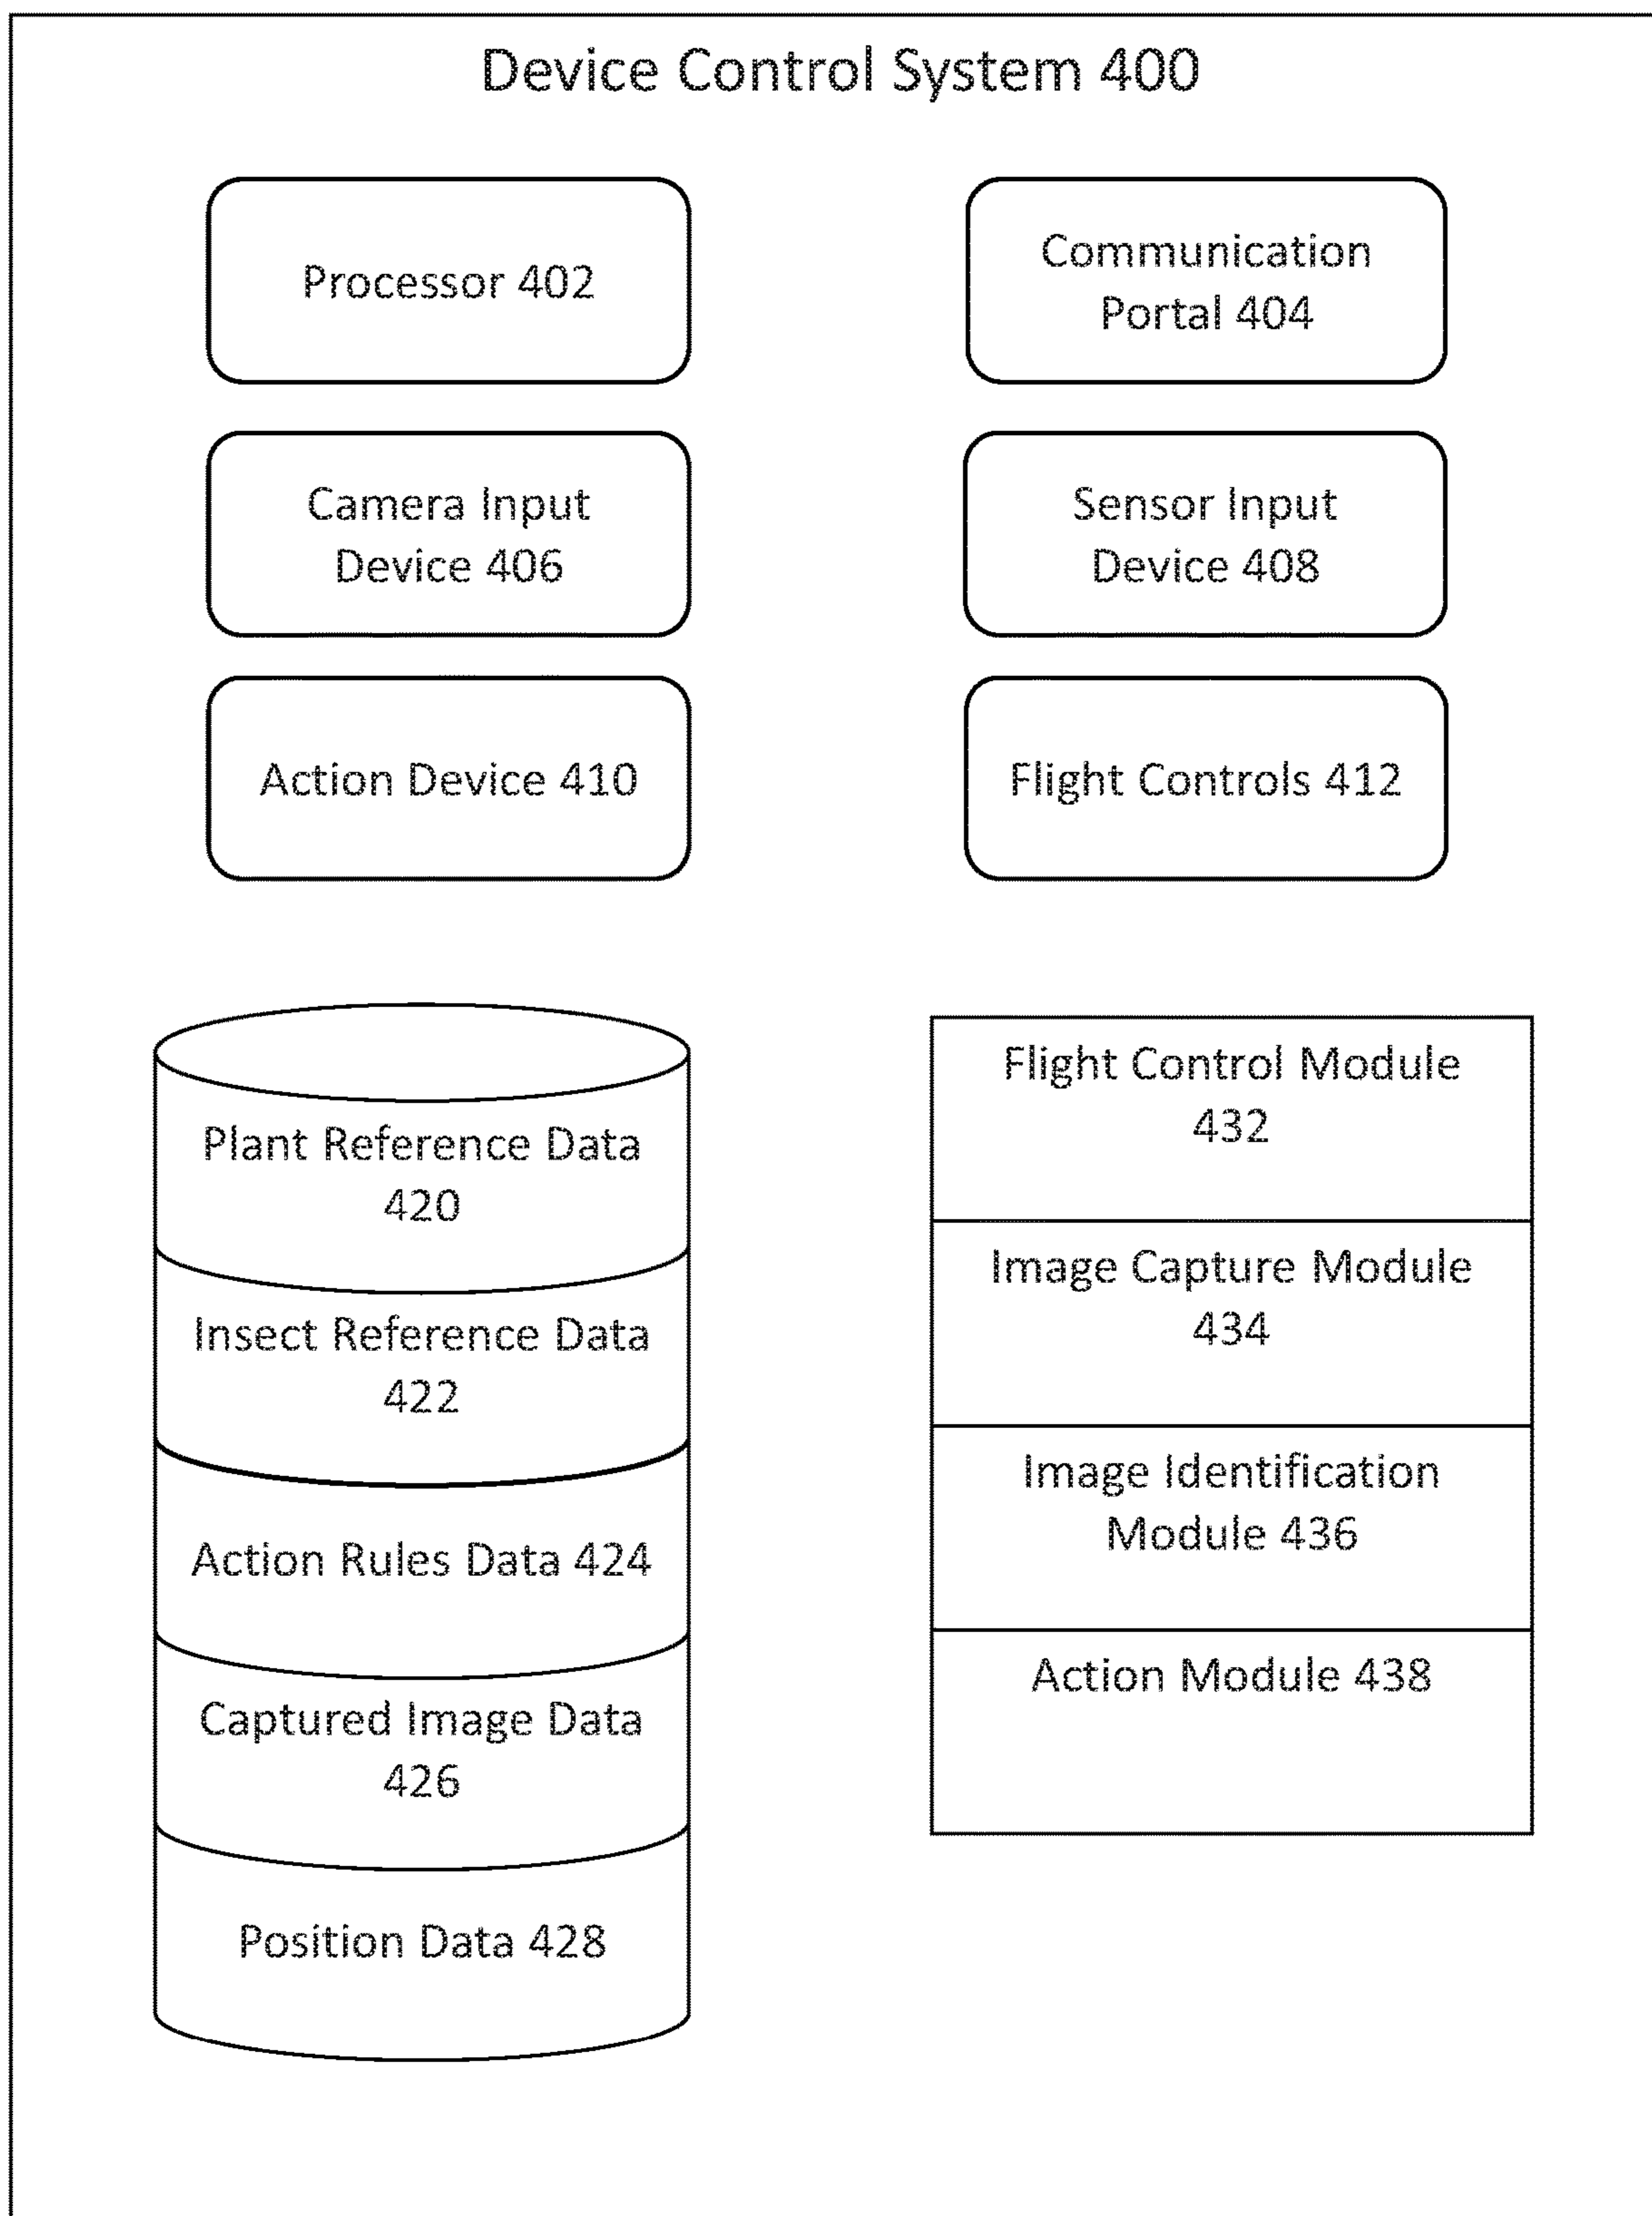 Device Control System 400
Processor 402
Communication
Portal 404
Camera Input
Device 406
Sensor Input
Device 408
Action Device 410
Flight Controls 412
Plant Reference Data
420
Insect Reference Data
422
Action Rules Data 424
Captured Image Data
426
Position Data 428
Flight Control Module
432
Image Capture Module
434
Image Identification
Module 436
Action Module 438